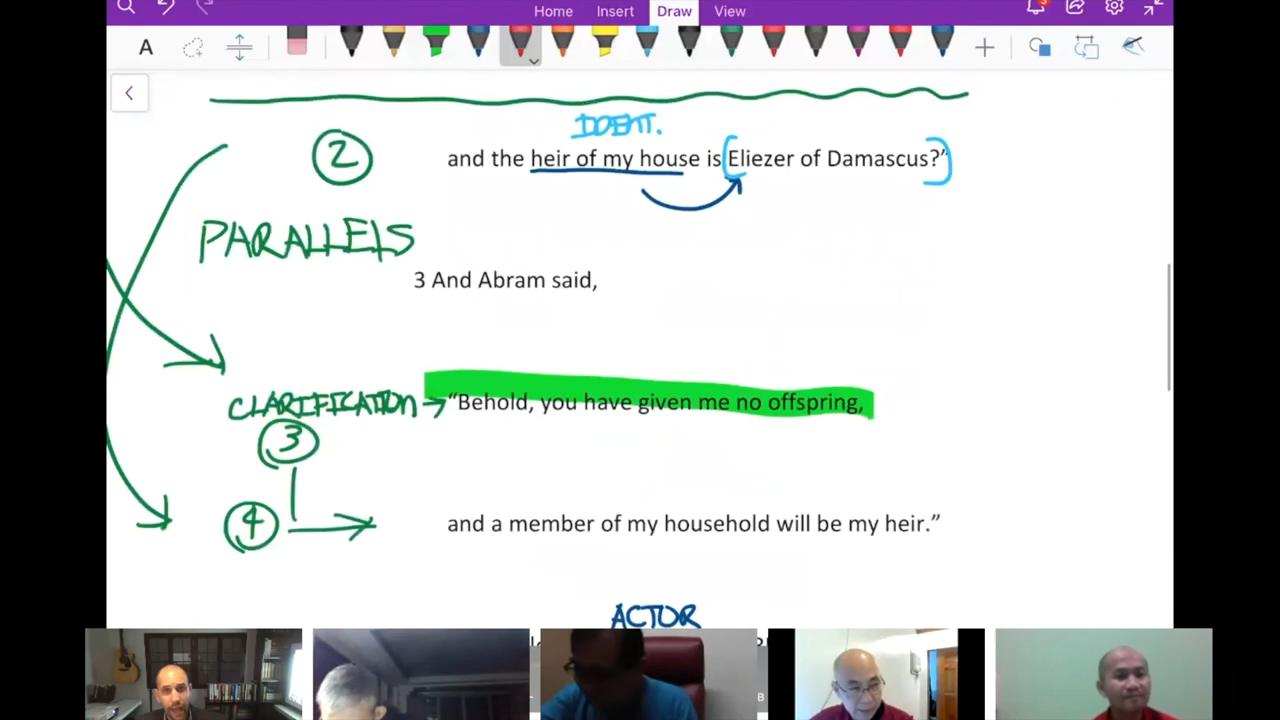 Home Insert Draw View
A
IDENT.
2 and the heir of my house is [Eliezer of Damascus?”]
PARALLELS
3 And Abram said,
CLARIFICATION → “Behold, you have given me no offspring,
3
4 and a member of my household will be my heir.”
ACTOR